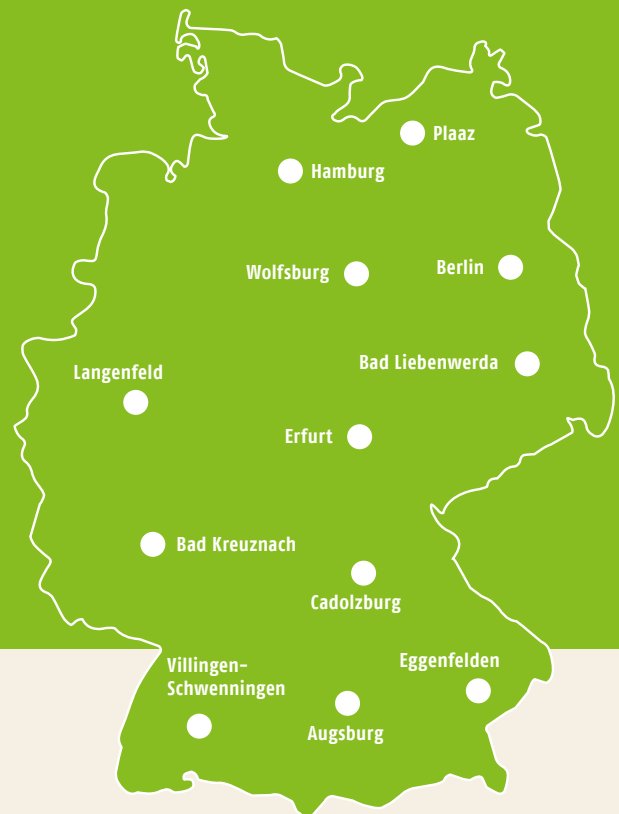 Plaaz
Hamburg
Wolfsburg
Berlin
Bad Liebenwerda
Langenfeld
Erfurt
Bad Kreuznach
Cadolzburg
Villingen-
Schwenningen
Eggenfelden
Augsburg